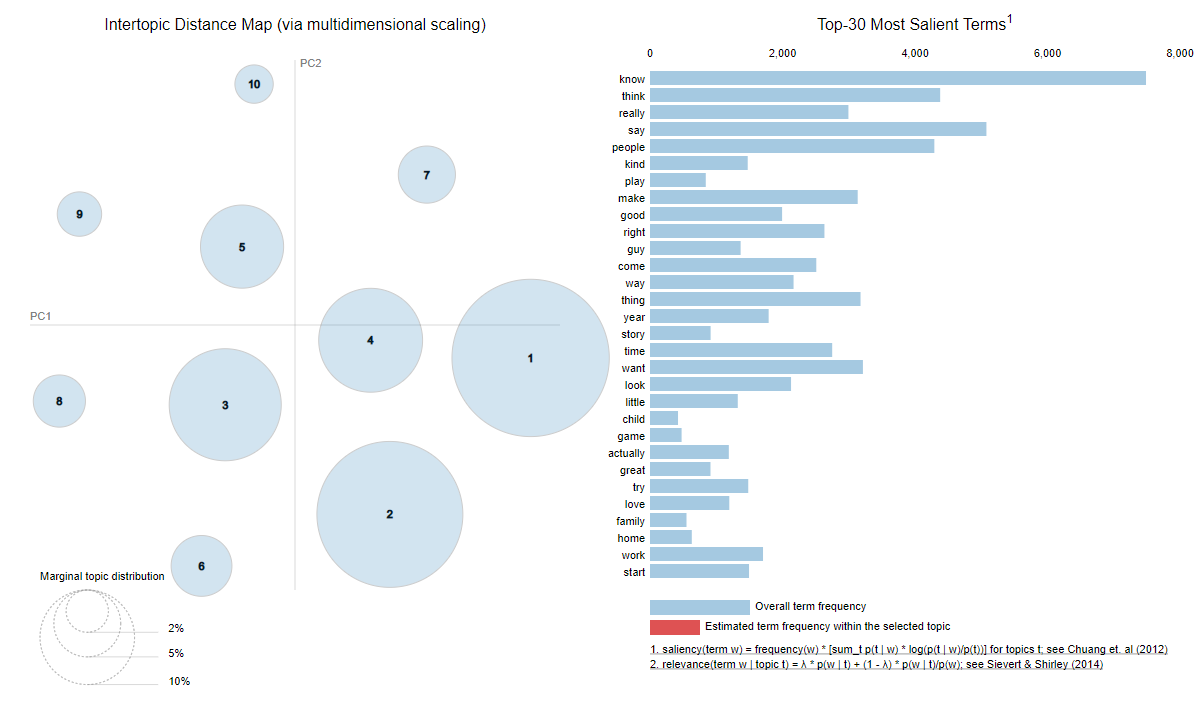 Intertopic Distance Map (via multidimensional scaling)
PC2
PC1
10
7
9
5
4
1
3
8
2
6
Marginal topic distribution
2%
5%
10%
Top-30 Most Salient Terms1
0 2,000 4,000 6,000 8,000
know
think
really
say
people
kind
play
make
good
right
guy
come
way
thing
year
story
time
want
look
little
child
game
actually
great
try
love
family
home
work
start
Overall term frequency
Estimated term frequency within the selected topic
1. saliency(term w) = frequency(w) * [sum_t p(t | w) * log(p(t | w)/p(t))] for topics t; see Chuang et. al (2012)
2. relevance(term w | topic t) = λ * p(w | t) + (1 - λ) * p(w | t)/p(w); see Sievert & Shirley (2014)